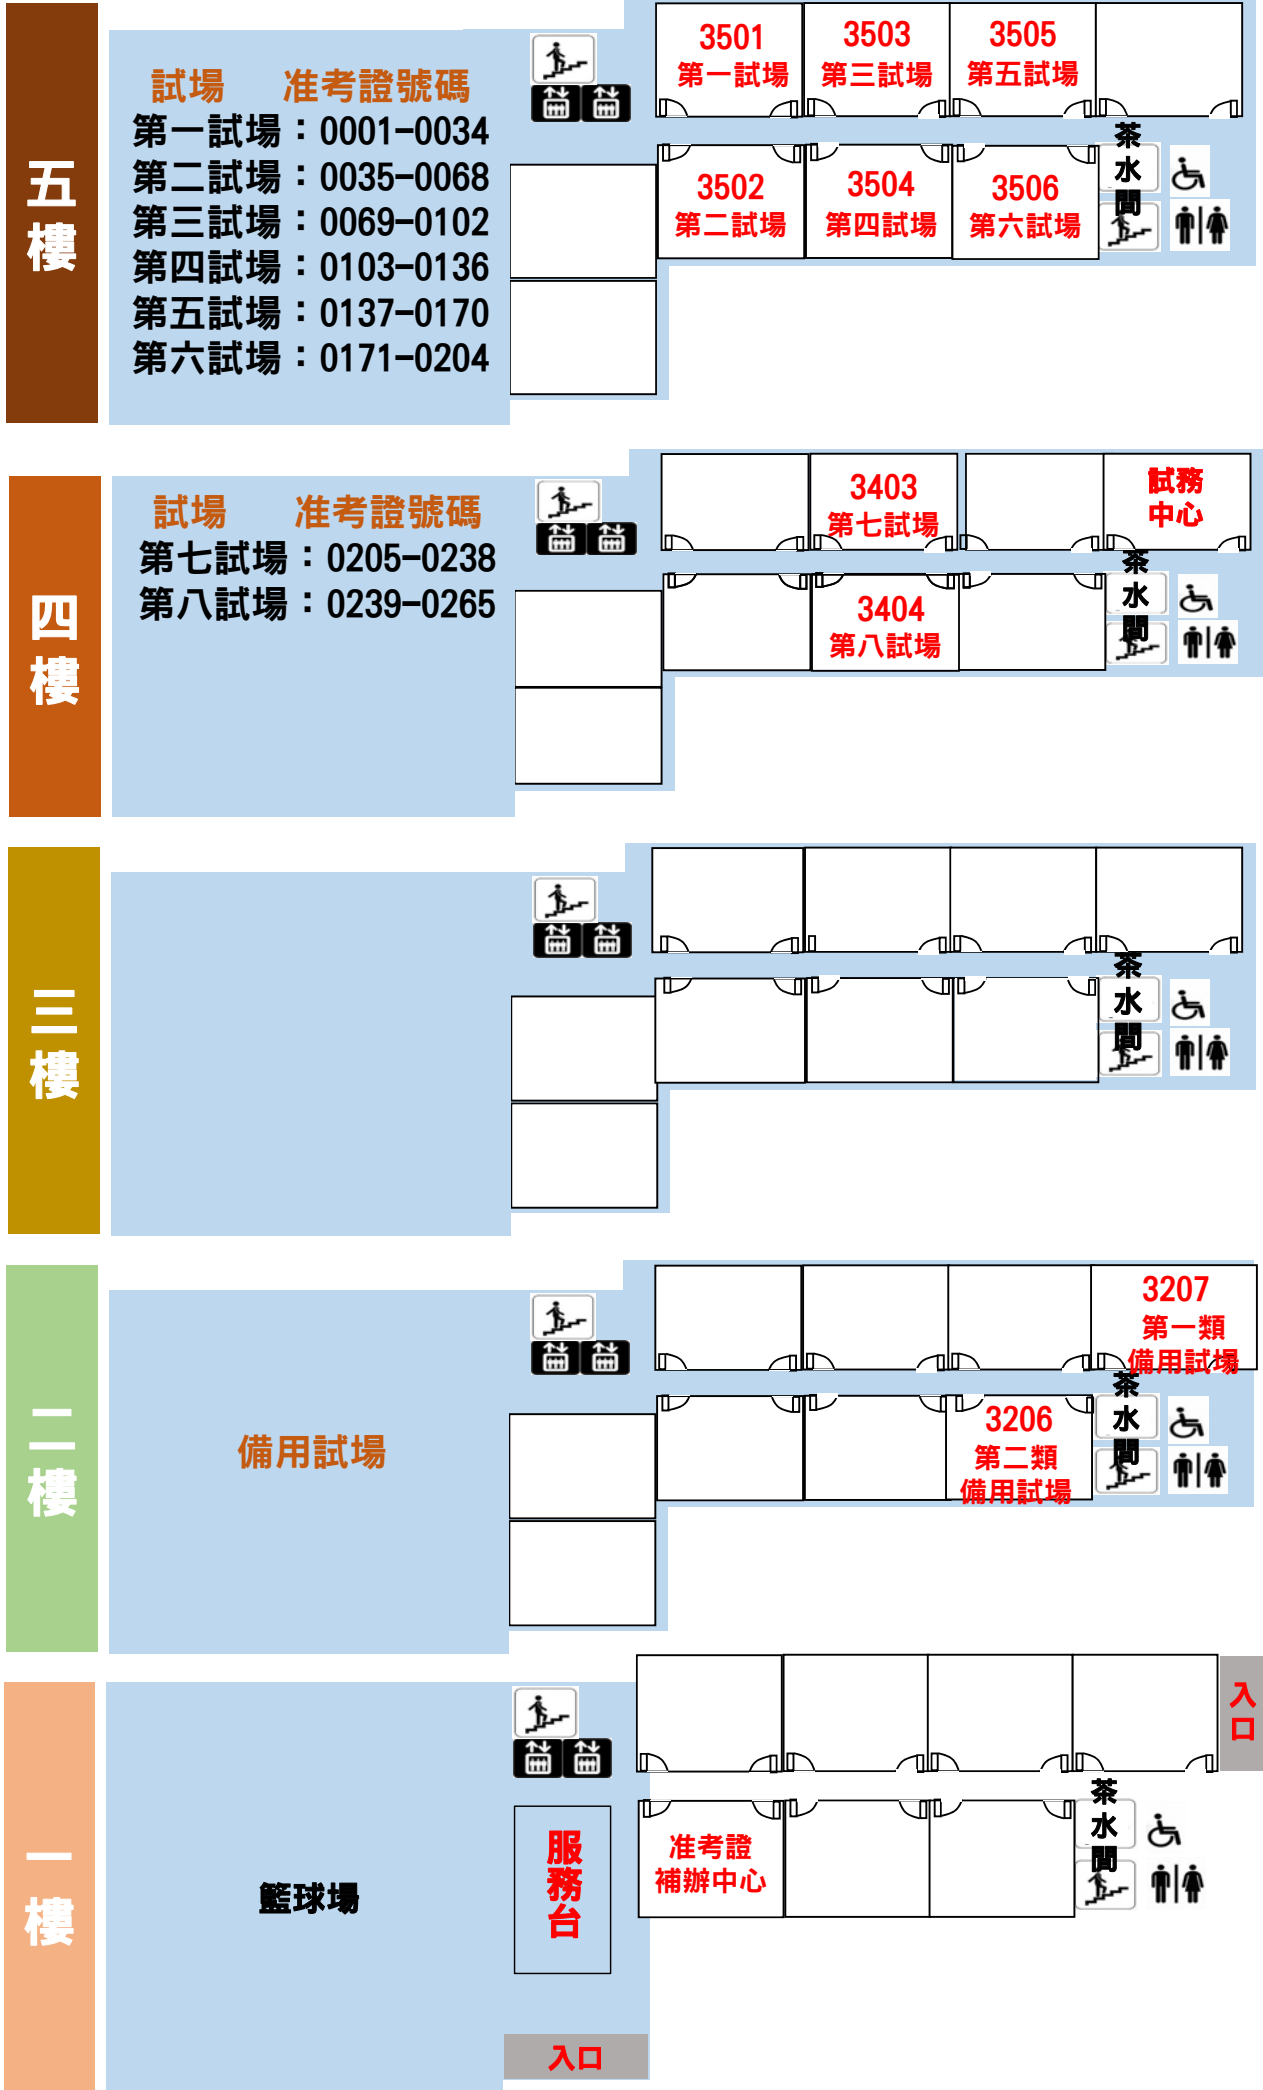 五樓
試場 准考證號碼
第一試場：0001-0034
第二試場：0035-0068
第三試場：0069-0102
第四試場：0103-0136
第五試場：0137-0170
第六試場：0171-0204
3501
第一試場
3503
第三試場
3505
第五試場
3502
第二試場
3504
第四試場
3506
第六試場
茶水間
四樓
試場 准考證號碼
第七試場：0205-0238
第八試場：0239-0265
3403
第七試場
試務
中心
3404
第八試場
茶水間
三樓
茶水間
二樓
備用試場
3207
第一類
備用試場
3206
第二類
備用試場
茶水間
一樓
籃球場
服務台
入口
准考證
補辦中心
茶水間
入口